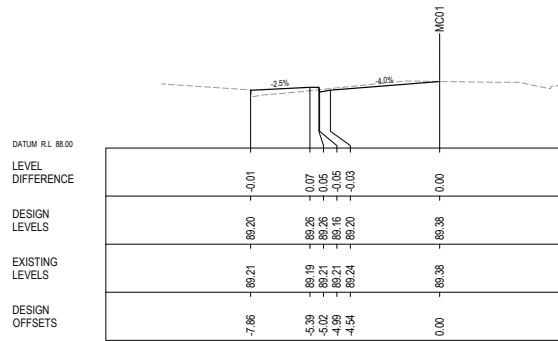 MC01
-2.5%
-4.0%
DATUM R.L 88.00
LEVEL DIFFERENCE
-0.01 0.07 0.05 -0.05 -0.03 0.00
DESIGN LEVELS
89.20 89.26 89.26 89.16 89.20 89.38
EXISTING LEVELS
89.21 89.19 89.21 89.21 89.24 89.38
DESIGN OFFSETS
-7.86 -5.39 -5.02 -4.99 -4.54 0.00